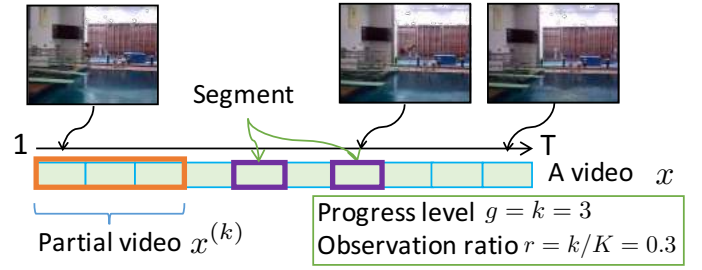 Segment
1
T
A video x
Partial video x^{(k)}
Progress level g = k = 3
Observation ratio r = k/K = 0.3